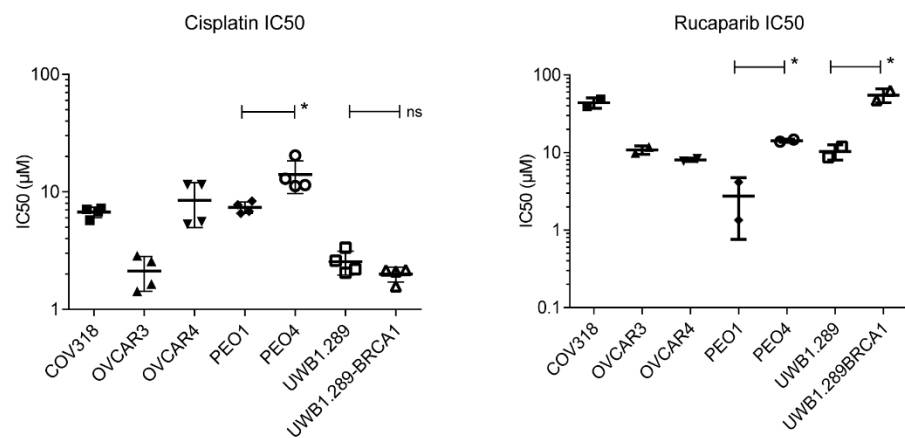 Cisplatin IC50
100
10
1
IC50 (µM)
*
ns
COV318
OVCAR3
OVCAR4
PEO1
PEO4
UWB1.289
UWB1.289-BRCA1
Rucaparib IC50
100
10
1
0.1
IC50 (µM)
*
*
COV318
OVCAR3
OVCAR4
PEO1
PEO4
UWB1.289
UWB1.289BRCA1